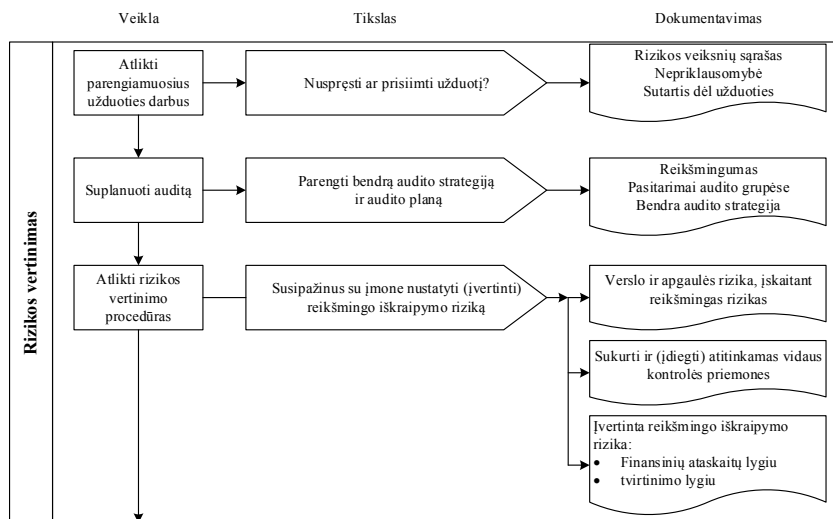 Veikla
Tikslas
Dokumentavimas
Rizikos vertinimas
Atlikti
parengiamuosius
užduoties darbus
Nuspręsti ar prisiimti užduotį?
Rizikos veiksnių sąrašas
Nepriklausomybė
Sutartis dėl užduoties
Suplanuoti auditą
Parengti bendrą audito strategiją
ir audito planą
Reikšmingumas
Pasitarimai audito grupėse
Bendra audito strategija
Atlikti rizikos
vertinimo
procedūras
Susipažinus su įmone nustatyti (įvertinti)
reikšmingo iškraipymo riziką
Verslo ir apgaulės rizika, įskaitant
reikšmingas rizikas
Sukurti ir (įdiegti) atitinkamas vidaus
kontrolės priemones
Įvertinta reikšmingo iškraipymo
rizika:
• Finansinių ataskaitų lygiu
• tvirtinimo lygiu